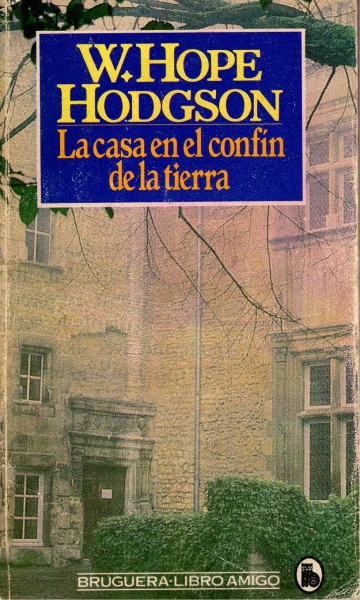 W. HOPE
HODGSON
La casa en el confín
de la tierra
BRUGUERA·LIBRO AMIGO